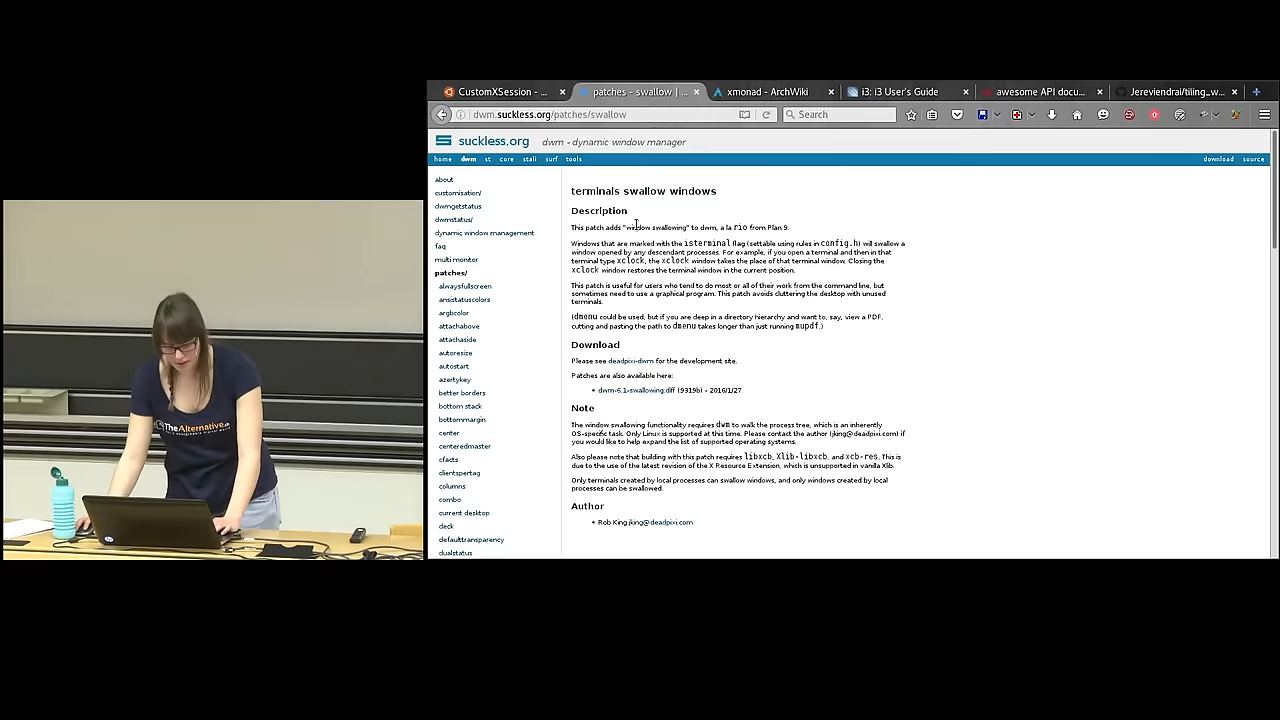 CustomXSession - ...
patches - swallow | ...
xmonad - ArchWiki
i3: i3 User's Guide
awesome API docu...
Jereviendrai/tiling_w...
dwm.suckless.org/patches/swallow
Search
suckless.org
dwm - dynamic window manager
home dwm st core stali surf tools
download source
about
customisation/
dwmgetstatus
dwmstatus/
dynamic window management
faq
multi monitor
patches/
alwaysfullscreen
ansistatuscolors
argbcolor
attachabove
attachaside
autoresize
autostart
azertykey
better borders
bottom stack
bottommargin
center
centeredmaster
cfacts
clientspertag
columns
combo
current desktop
deck
defaulttransparency
dualstatus
terminals swallow windows
Description
This patch adds "window swallowing" to dwm, a la rio from Plan 9.
Windows that are marked with the isterminal flag (settable using rules in config.h) will swallow a
window opened by any descendant processes. For example, if you open a terminal and then in that
terminal type xclock, the xclock window takes the place of that terminal window. Closing the
xclock window restores the terminal window in the current position.
This patch is useful for users who tend to do most or all of their work from the command line, but
sometimes need to use a graphical program. This patch avoids cluttering the desktop with unused
terminals.
(dmenu could be used, but if you are deep in a directory hierarchy and want to, say, view a PDF,
cutting and pasting the path to dmenu takes longer than just running mupdf.)
Download
Please see deadpixi-dwm for the development site.
Patches are also available here:
• dwm-6.1-swallowing.diff (9319b) - 2016/1/27
Note
The window swallowing functionality requires dwm to walk the process tree, which is an inherently
OS-specific task. Only Linux is supported at this time. Please contact the author (jking@deadpixi.com) if
you would like to help expand the list of supported operating systems.
Also please note that building with this patch requires libxcb, Xlib-libxcb, and xcb-res. This is
due to the use of the latest revision of the X Resource Extension, which is unsupported in vanilla Xlib.
Only terminals created by local processes can swallow windows, and only windows created by local
processes can be swallowed.
Author
• Rob King jking@deadpixi.com
TheAlternative.ch
hp